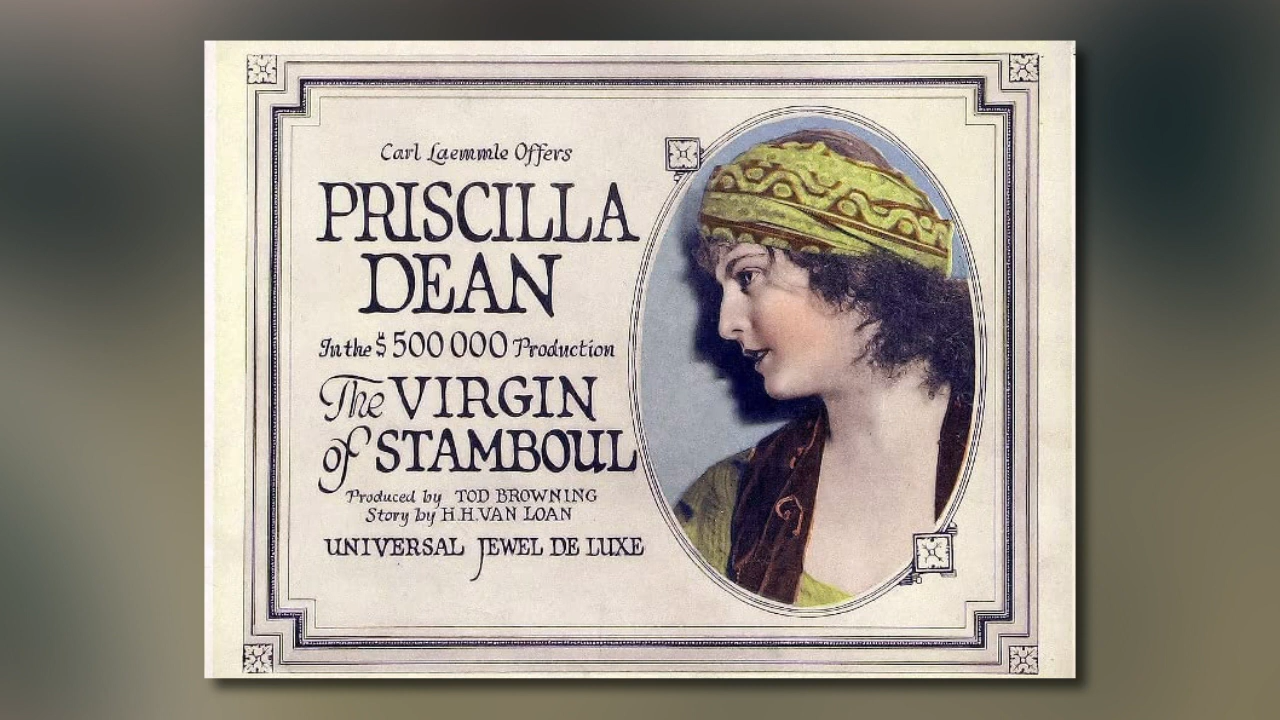 Carl Laemmle Offers
PRISCILLA
DEAN
In the $500 000 Production
The VIRGIN
of STAMBOUL
Produced by TOD BROWNING
Story by H.H. VAN LOAN
UNIVERSAL JEWEL DE LUXE